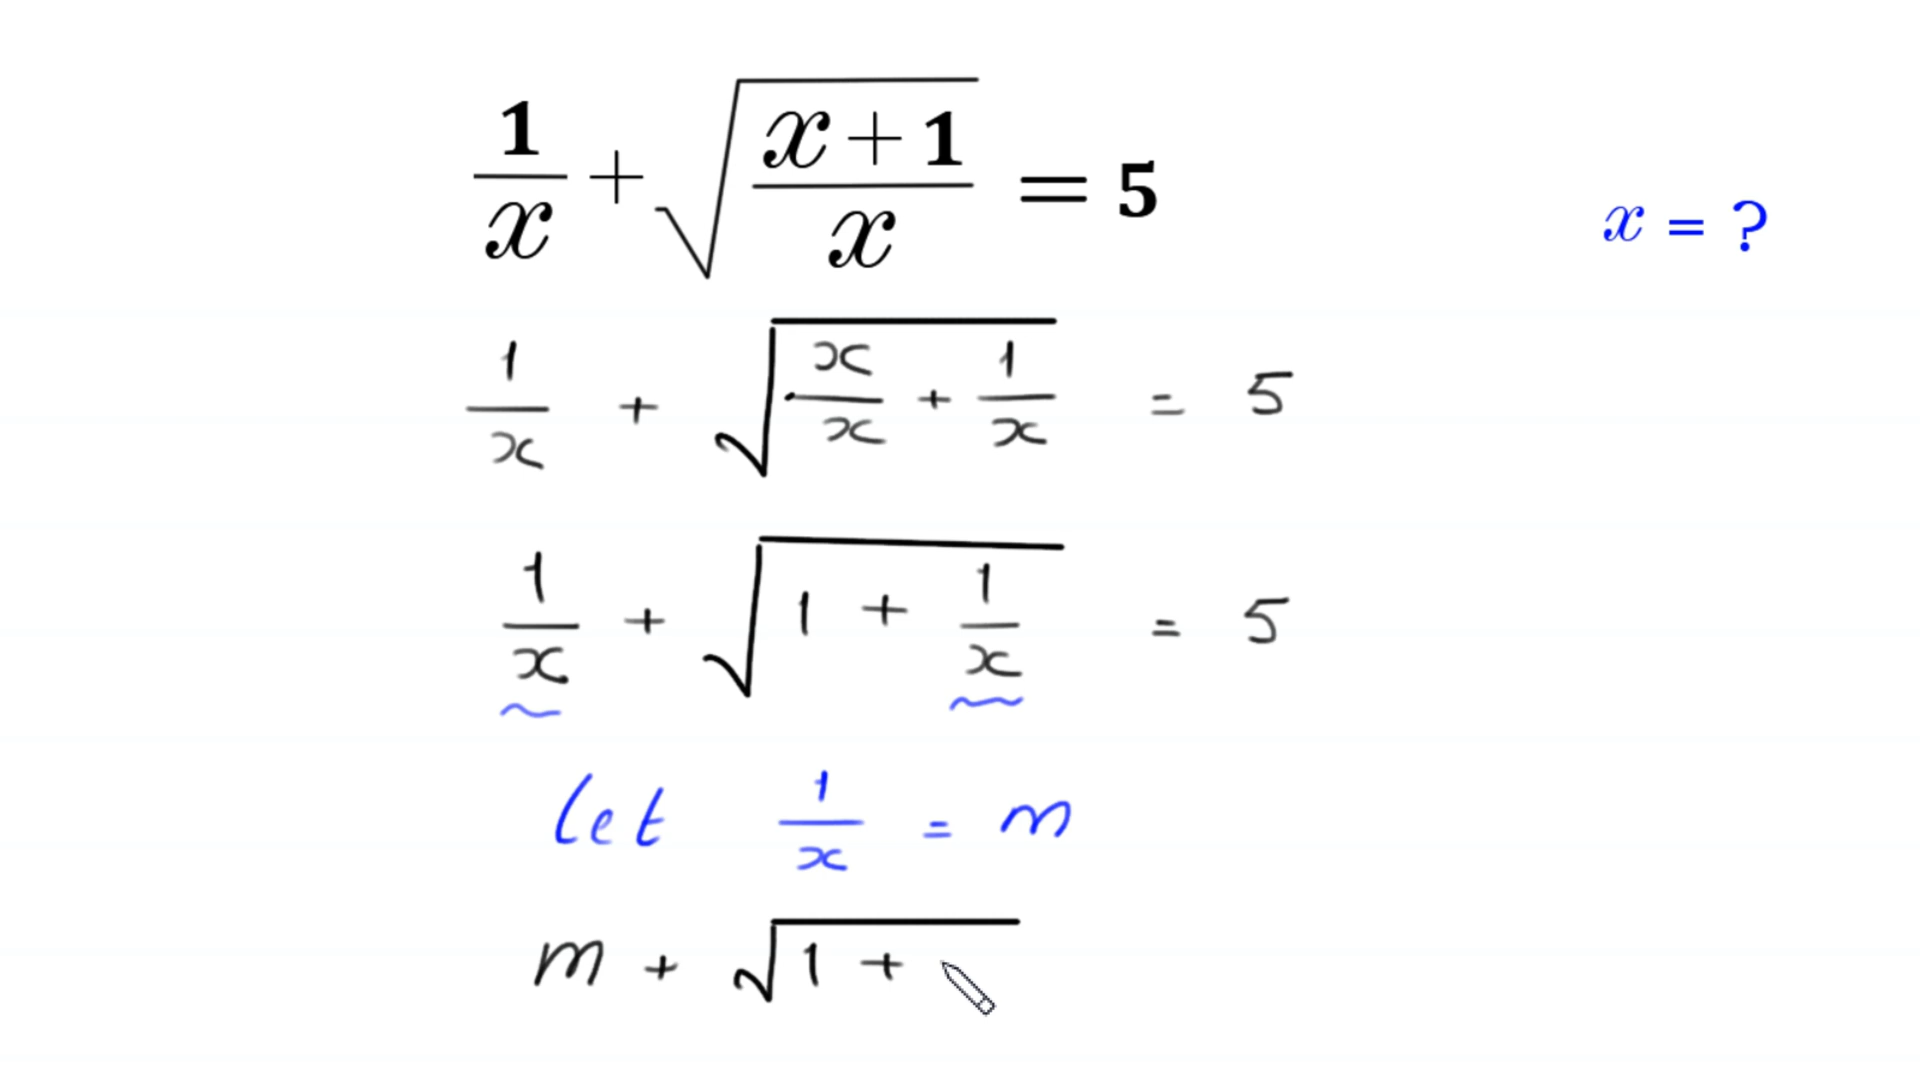 1/x + √((x + 1)/x) = 5
x = ?
1/x + √(x/x + 1/x) = 5
1/x + √(1 + 1/x) = 5
let 1/x = m
m + √(1 +